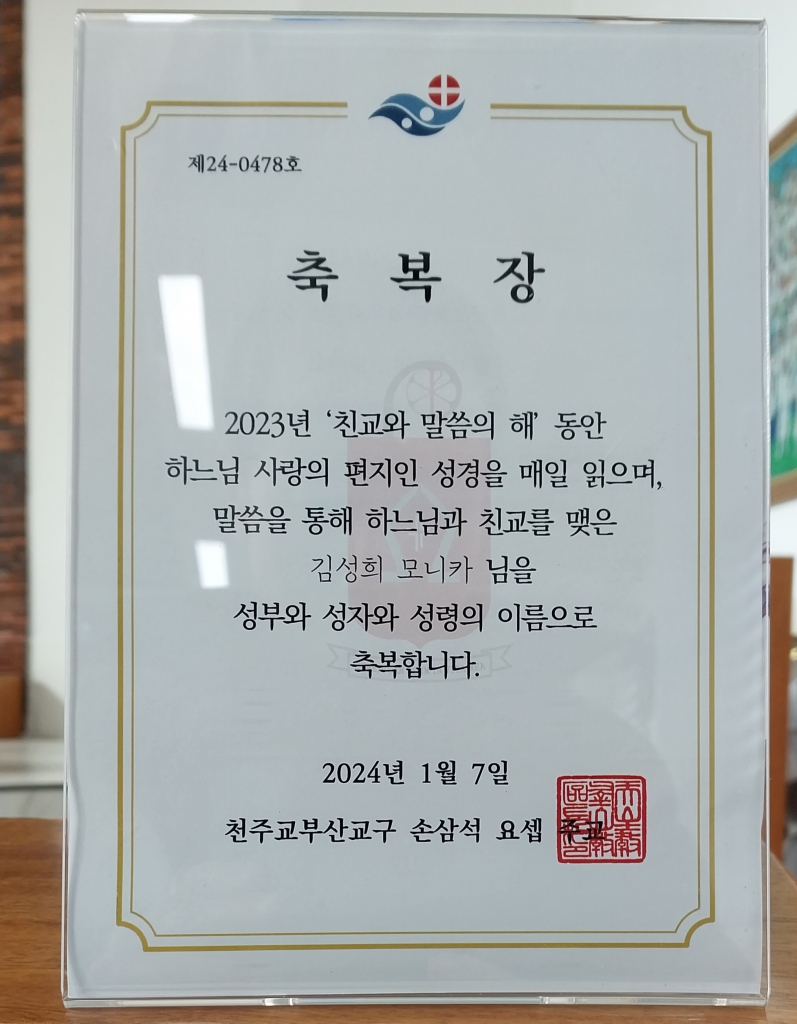 제24-0478호
축 복 장
2023년 ‘친교와 말씀의 해’ 동안
하느님 사랑의 편지인 성경을 매일 읽으며,
말씀을 통해 하느님과 친교를 맺은
김성희 모니카 님을
성부와 성자와 성령의 이름으로
축복합니다.
2024년 1월 7일
천주교부산교구 손삼석 요셉 주교